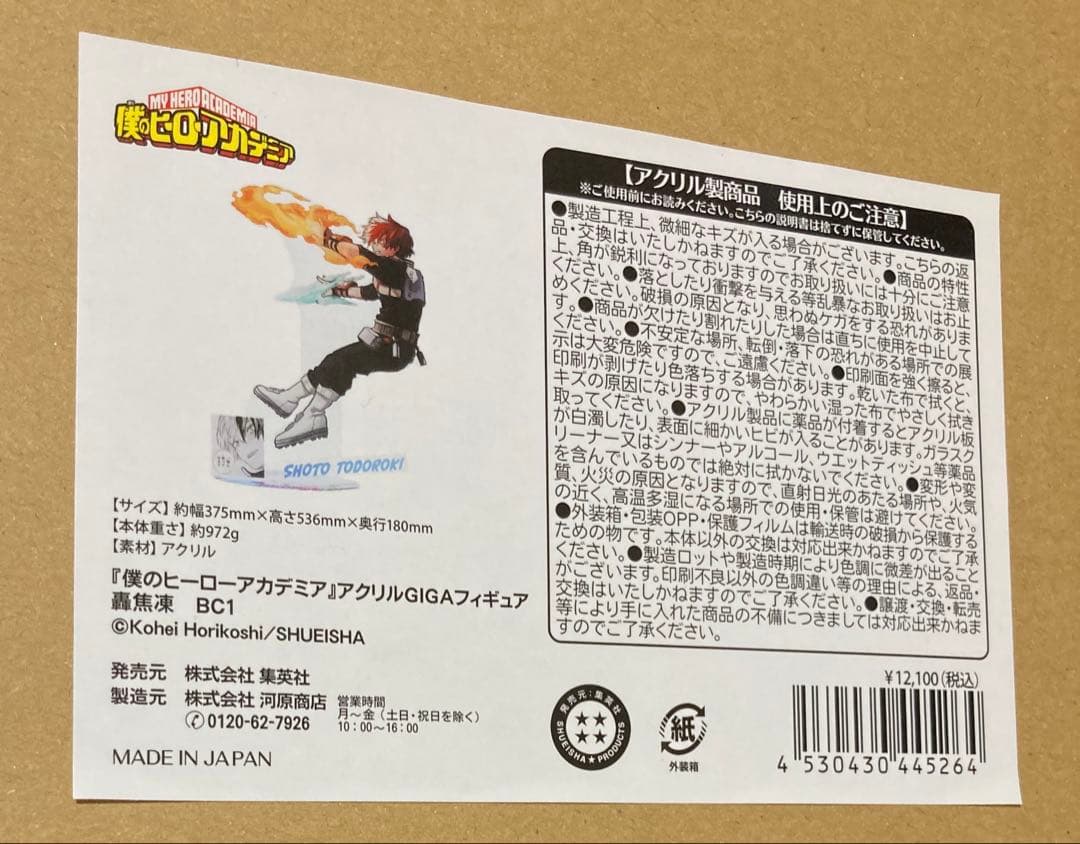 MY HERO ACADEMIA
僕のヒーローアカデミア
SHOTO TODOROKI
【サイズ】約幅375mm×高さ536mm×奥行180mm
【本体重さ】約972g
【素材】アクリル
『僕のヒーローアカデミア』アクリルGIGAフィギュア
轟焦凍 BC1
©Kohei Horikoshi/SHUEISHA
発売元 株式会社 集英社
製造元 株式会社 河原商店
0120-62-7926
営業時間
月～金（土日・祝日を除く）
10：00～16：00
MADE IN JAPAN
【アクリル製商品 使用上のご注意】
※ご使用前にお読みください。こちらの説明書は捨てずに保管してください。
●製造工程上、微細なキズが入る場合がございます。こちらの返
品・交換はいたしかねますのでご了承ください。●商品の特性
上、角が鋭利になっておりますのでお取り扱いには十分にご注意
ください。●落としたり衝撃を与える等乱暴なお取り扱いはお止
めください。破損の原因となり、思わぬケガをする恐れがありま
す。●商品が欠けたり割れたりした場合は直ちに使用を中止して
ください。●不安定な場所、転倒・落下の恐れがある場所での展
示は大変危険ですので、ご遠慮ください。●印刷面を強く擦ると、
印刷が剥げたり色落ちする場合があります。乾いた布で拭くと、
キズの原因になりますので、やわらかい湿った布でやさしく拭き
取ってください。●アクリル製品に薬品が付着するとアクリル板
が白濁したり、表面に細かいヒビが入ることがあります。ガラスク
リーナー又はシンナーやアルコール、ウエットティッシュ等薬品
を含んでいるものでは絶対に拭かないでください。●変形や変
質、火災の原因となりますので、直射日光のあたる場所や、火気
の近く、高温多湿になる場所での使用・保管は避けてください。
●外装箱・包装OPP・保護フィルムは輸送時の破損から保護する
ための物です。本体以外の交換は対応出来かねますのでご了承
ください。●製造ロットや製造時期により色調に微差が出ること
がございます。印刷不良以外の色調違い等の理由による、返品・
交換はいたしかねますのでご了承ください。●譲渡・交換・転売
等により手に入れた商品の不備につきましては対応出来かねま
すのでご了承ください。
¥12,100（税込）
発売元：集英社
SHUEISHA★PRODUCTS
紙
外装箱
4 530430 445264